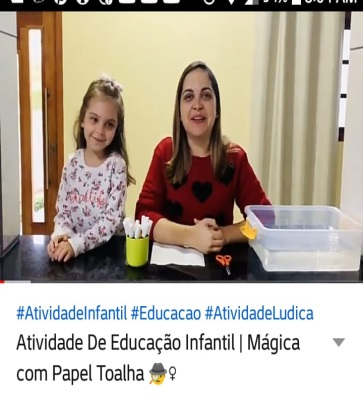 #AtividadeInfantil #Educacao #AtividadeLudica
Atividade De Educação Infantil | Mágica
com Papel Toalha 🕵️♀